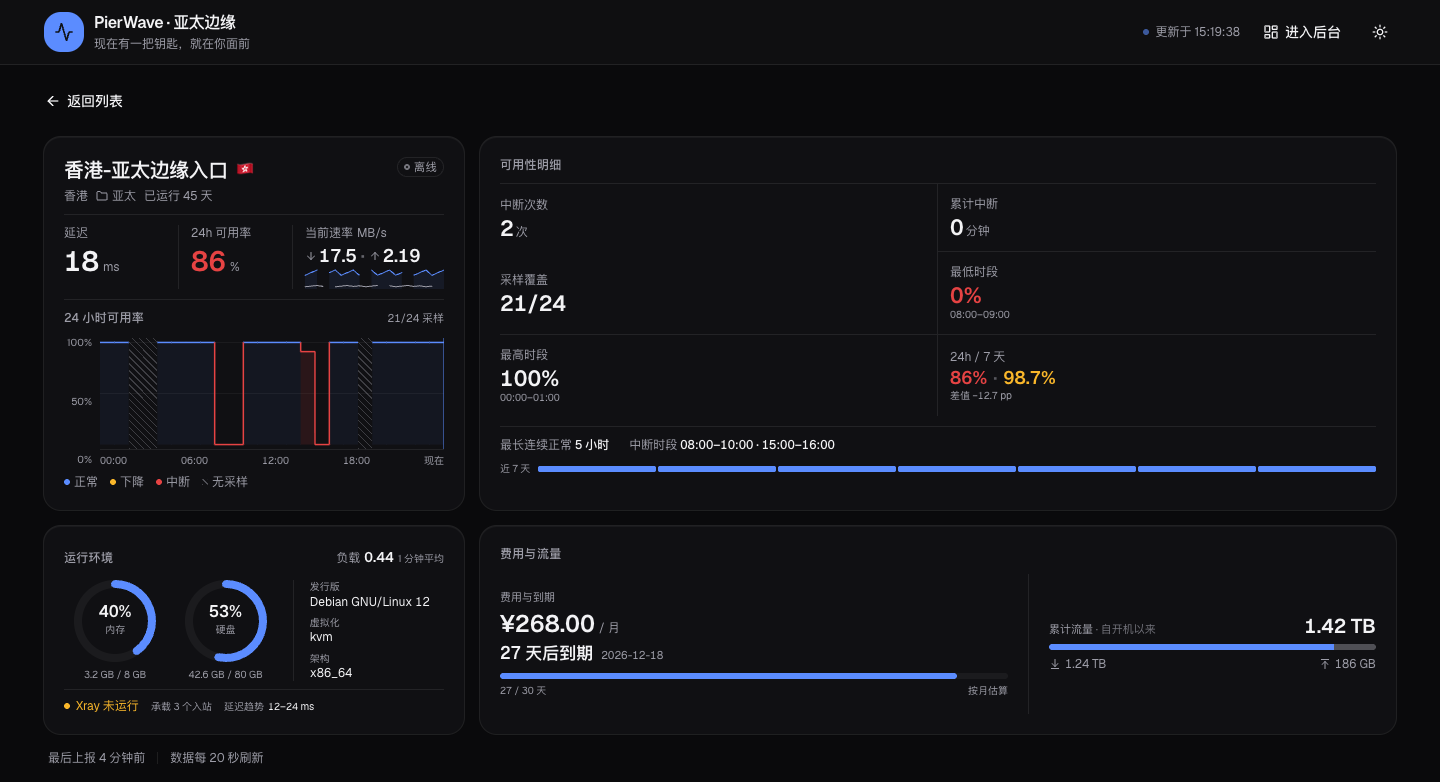 PierWave · 亚太边缘
现在有一把钥匙，就在你面前
更新于 15:19:38
进入后台
返回列表
香港-亚太边缘入口
离线
香港 亚太 已运行 45 天
延迟
18 ms
24h 可用率
86 %
当前速率 MB/s
↓ 17.5 · ↑ 2.19
24 小时可用率
21/24 采样
100%
50%
0%
00:00 06:00 12:00 18:00 现在
正常 下降 中断 无采样
可用性明细
中断次数
2 次
累计中断
0 分钟
采样覆盖
21/24
最低时段
0%
08:00–09:00
最高时段
100%
00:00–01:00
24h / 7 天
86% · 98.7%
差值 −12.7 pp
最长连续正常 5 小时 中断时段 08:00–10:00 · 15:00–16:00
近 7 天
运行环境
负载 0.44 1 分钟平均
40%
内存
3.2 GB / 8 GB
53%
硬盘
42.6 GB / 80 GB
发行版
Debian GNU/Linux 12
虚拟化
kvm
架构
x86_64
Xray 未运行 承载 3 个入站 延迟趋势 12–24 ms
费用与流量
费用与到期
¥268.00 / 月
27 天后到期 2026-12-18
27 / 30 天
按月估算
累计流量 · 自开机以来
1.42 TB
1.24 TB
186 GB
最后上报 4 分钟前
数据每 20 秒刷新